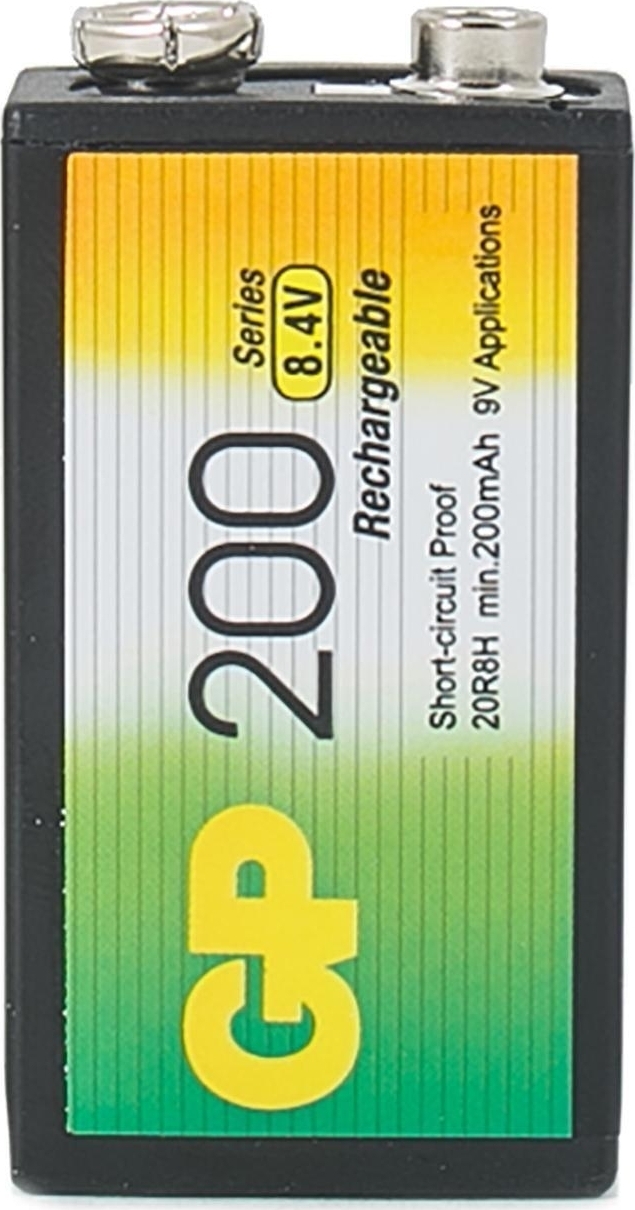 GP 200 Series
8.4V
Rechargeable
Short-circuit Proof
20R8H min.200mAh 9V Applications